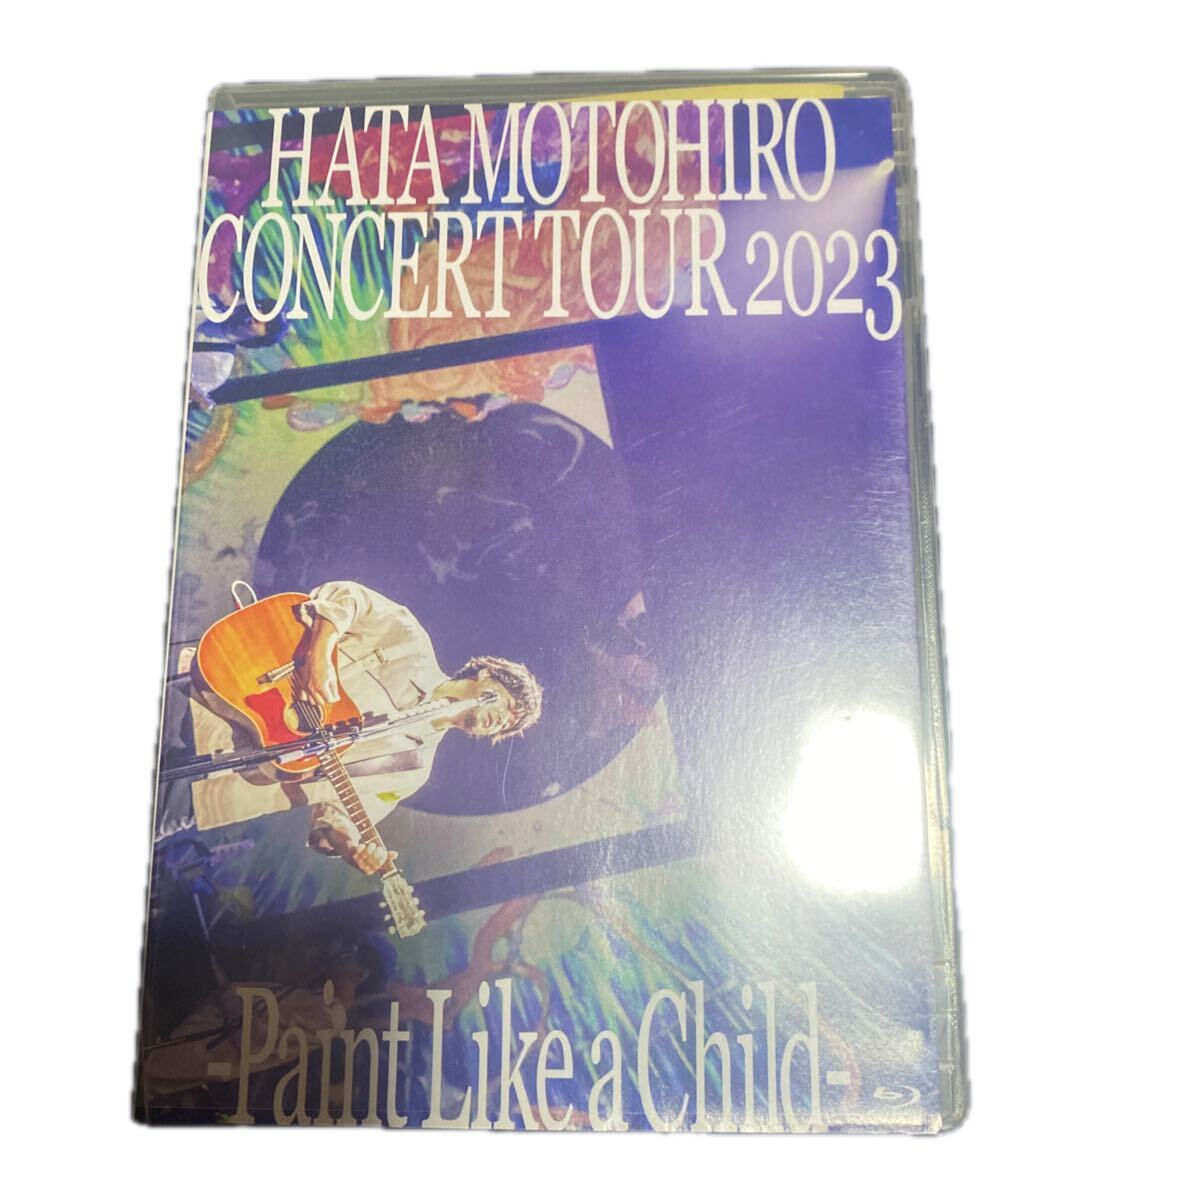 HATA MOTOHIRO
CONCERT TOUR 2023
-Paint Like a Child-